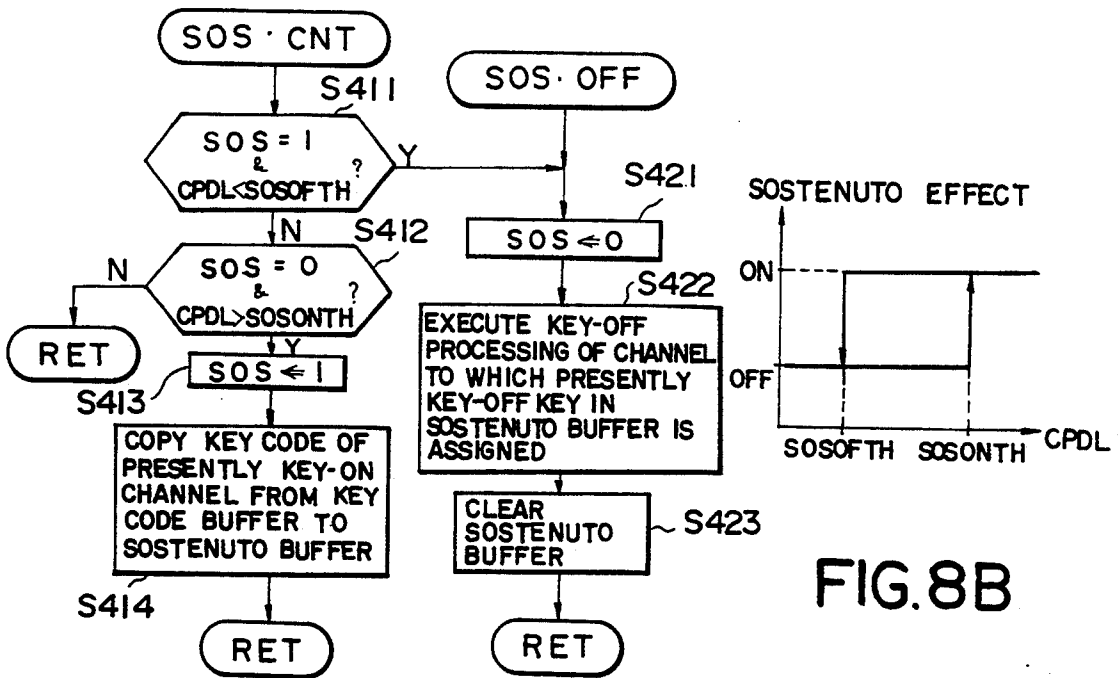 SOS · CNT
S411
SOS = 1
&
CPDL<SOSOFTH ?
Y
N
S412
SOS = 0
&
CPDL>SOSONTH ?
N
RET
Y
S413
SOS ⇐ 1
COPY KEY CODE OF
PRESENTLY KEY-ON
CHANNEL FROM KEY
CODE BUFFER TO
SOSTENUTO BUFFER
S414
RET
SOS · OFF
S421
SOS ⇐ 0
S422
EXECUTE KEY-OFF
PROCESSING OF CHANNEL
TO WHICH PRESENTLY
KEY-OFF KEY IN
SOSTENUTO BUFFER IS
ASSIGNED
CLEAR
SOSTENUTO
BUFFER
S423
RET
SOSTENUTO EFFECT
ON
OFF
SOSOFTH SOSONTH CPDL
FIG.8B